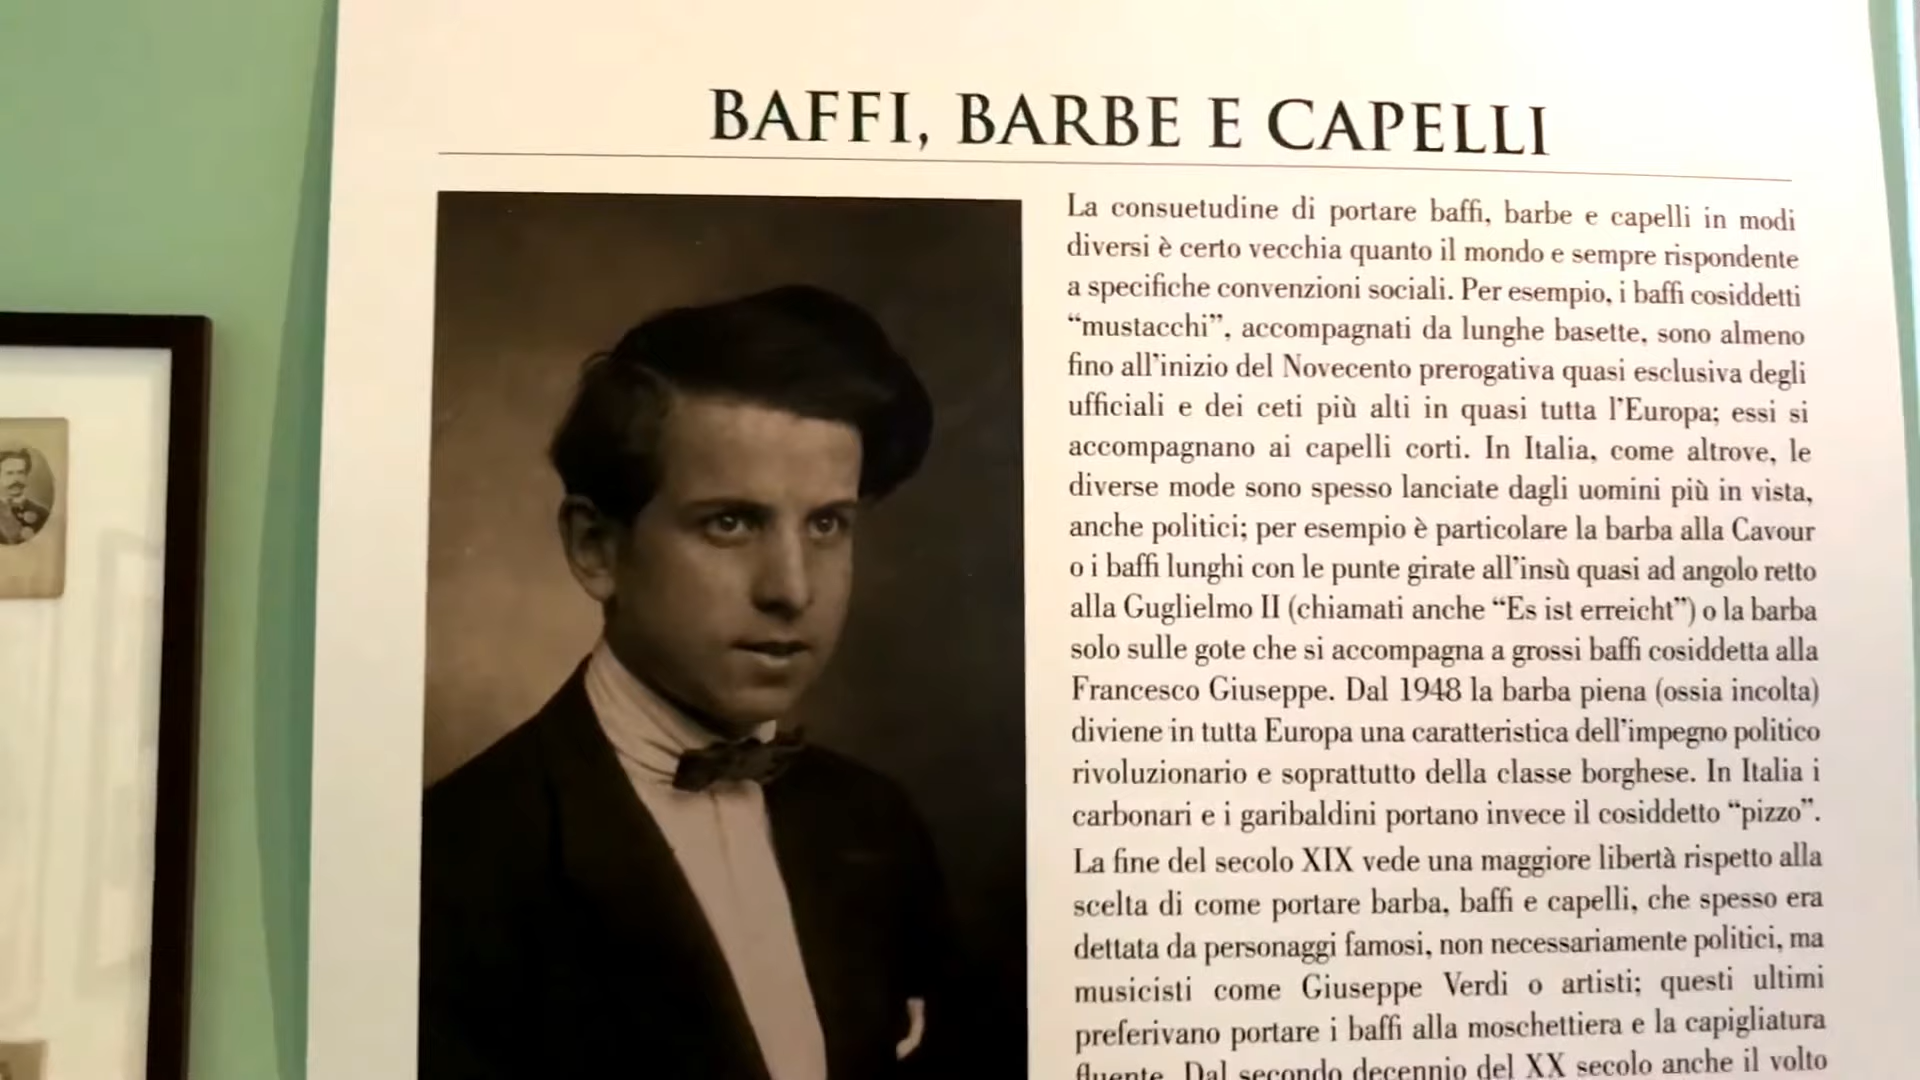 BAFFI, BARBE E CAPELLI
La consuetudine di portare baffi, barbe e capelli in modi
diversi è certo vecchia quanto il mondo e sempre rispondente
a specifiche convenzioni sociali. Per esempio, i baffi cosiddetti
“mustacchi”, accompagnati da lunghe basette, sono almeno
fino all’inizio del Novecento prerogativa quasi esclusiva degli
ufficiali e dei ceti più alti in quasi tutta l’Europa; essi si
accompagnano ai capelli corti. In Italia, come altrove, le
diverse mode sono spesso lanciate dagli uomini più in vista,
anche politici; per esempio è particolare la barba alla Cavour
o i baffi lunghi con le punte girate all’insù quasi ad angolo retto
alla Guglielmo II (chiamati anche “Es ist erreicht”) o la barba
solo sulle gote che si accompagna a grossi baffi cosiddetta alla
Francesco Giuseppe. Dal 1948 la barba piena (ossia incolta)
diviene in tutta Europa una caratteristica dell’impegno politico
rivoluzionario e soprattutto della classe borghese. In Italia i
carbonari e i garibaldini portano invece il cosiddetto “pizzo”.
La fine del secolo XIX vede una maggiore libertà rispetto alla
scelta di come portare barba, baffi e capelli, che spesso era
dettata da personaggi famosi, non necessariamente politici, ma
musicisti come Giuseppe Verdi o artisti; questi ultimi
preferivano portare i baffi alla moschettiera e la capigliatura
fluente. Dal secondo decennio del XX secolo anche il volto